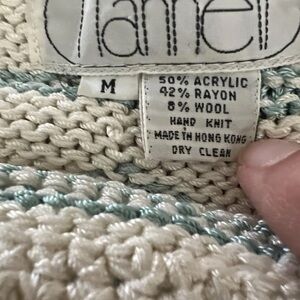 M
50% ACRYLIC
42% RAYON
8% WOOL
HAND KNIT
MADE IN HONG KONG
DRY CLEAN